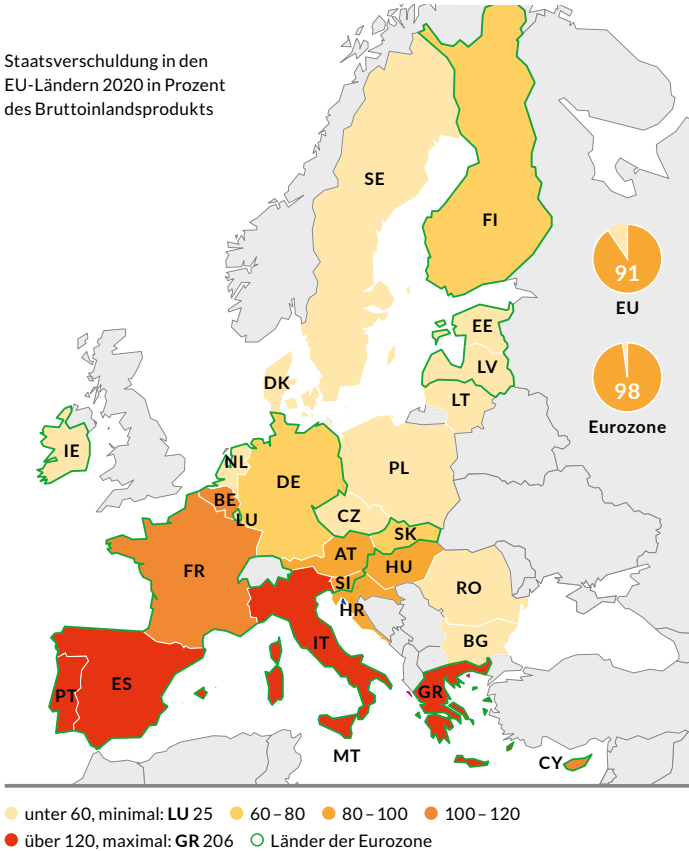 Staatsverschuldung in den
EU-Ländern 2020 in Prozent
des Bruttoinlandsprodukts
SE
FI
91
EU
EE
LV
DK
LT
98
Eurozone
IE
NL
PL
DE
BE
CZ
LU
SK
AT
HU
FR
SI
RO
HR
IT
BG
PT
ES
GR
MT
CY
unter 60, minimal: LU 25 60–80 80–100 100–120
über 120, maximal: GR 206 Länder der Eurozone